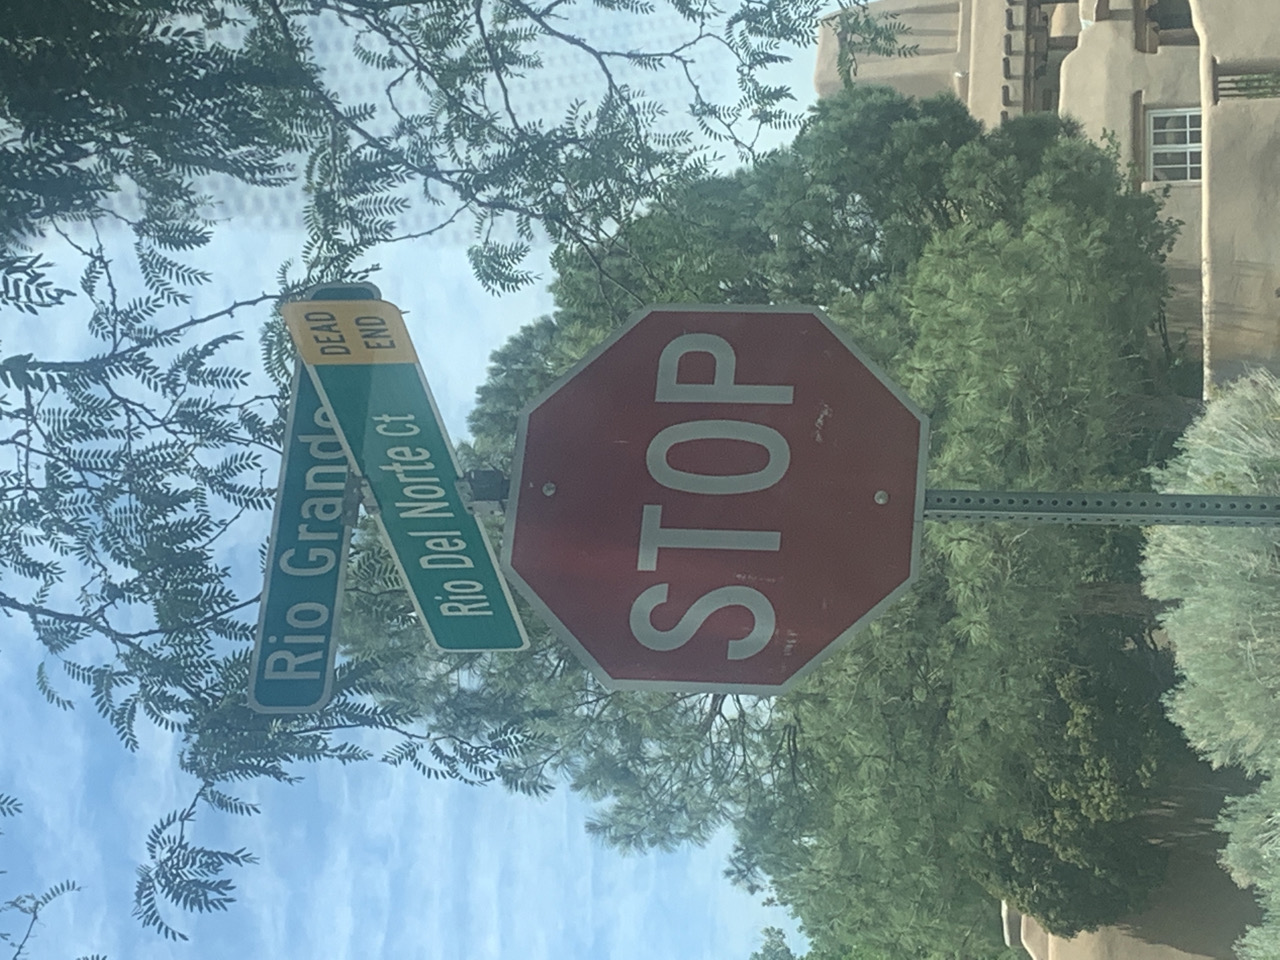 Rio Grande
DEAD
END
Rio Del Norte Ct
STOP